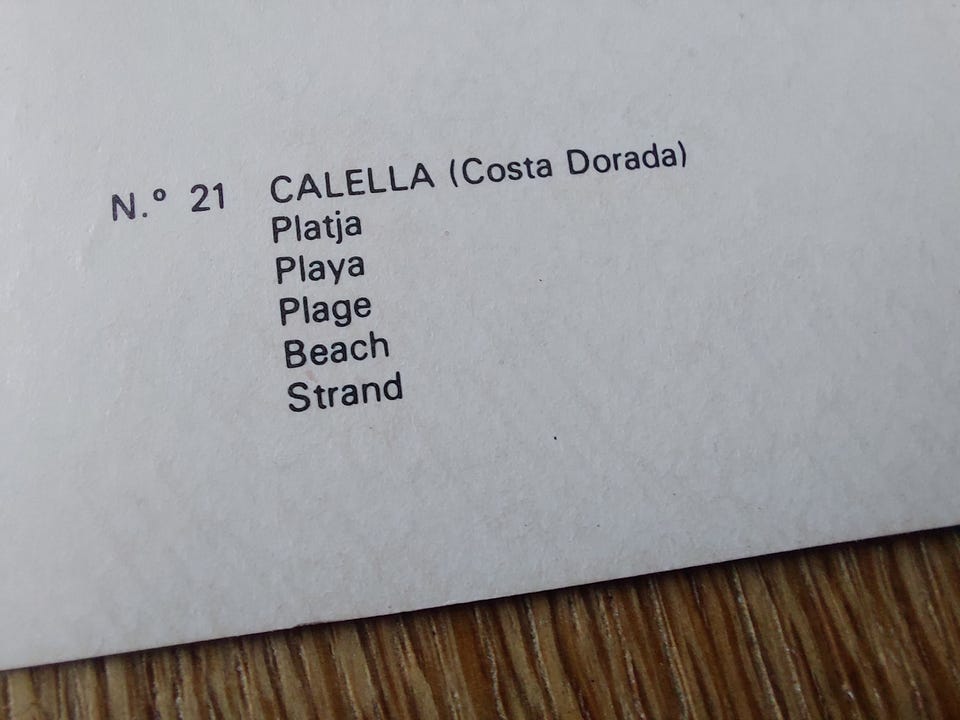 N.º 21 CALELLA (Costa Dorada)
Platja
Playa
Plage
Beach
Strand